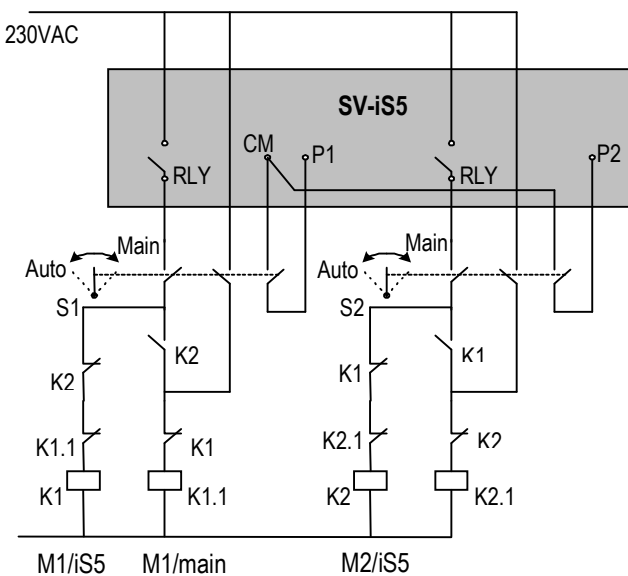 230VAC
SV-iS5
CM
P1
P2
RLY
RLY
Main
Auto
S1
Main
Auto
S2
K2
K1
K2
K1
K1.1
K1
K2.1
K2
K1
K1.1
K2
K2.1
M1/iS5
M1/main
M2/iS5